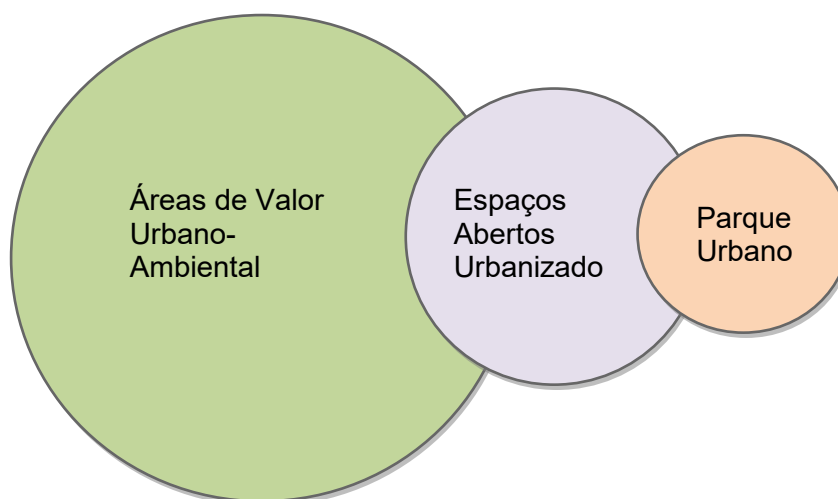 Áreas de Valor
Urbano-
Ambiental
Espaços
Abertos
Urbanizado
Parque
Urbano